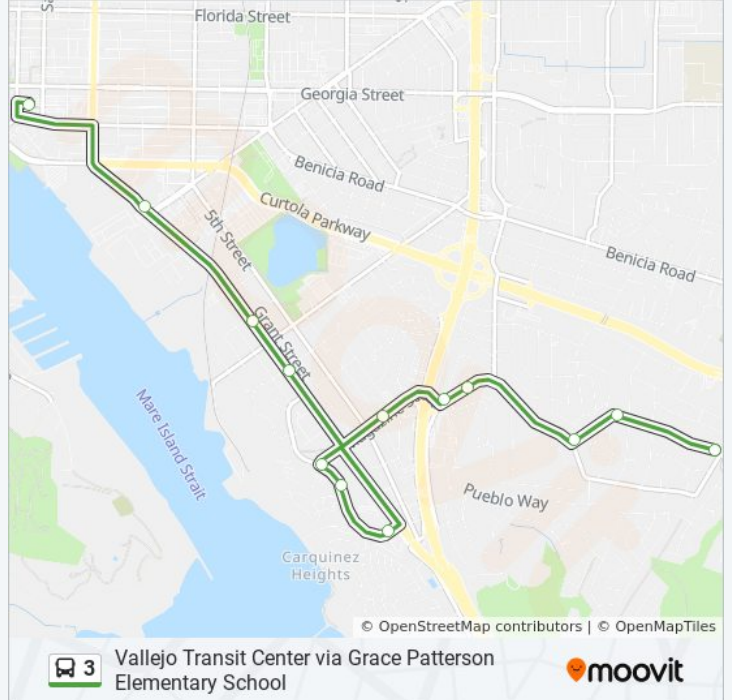 Florida Street
Georgia Street
Benicia Road
Curtola Parkway
5th Street
Benicia Road
Grant Street
Mare Island Strait
Pueblo Way
Carquinez
Heights
© OpenStreetMap contributors | © OpenMapTiles
3
Vallejo Transit Center via Grace Patterson
Elementary School
moovit